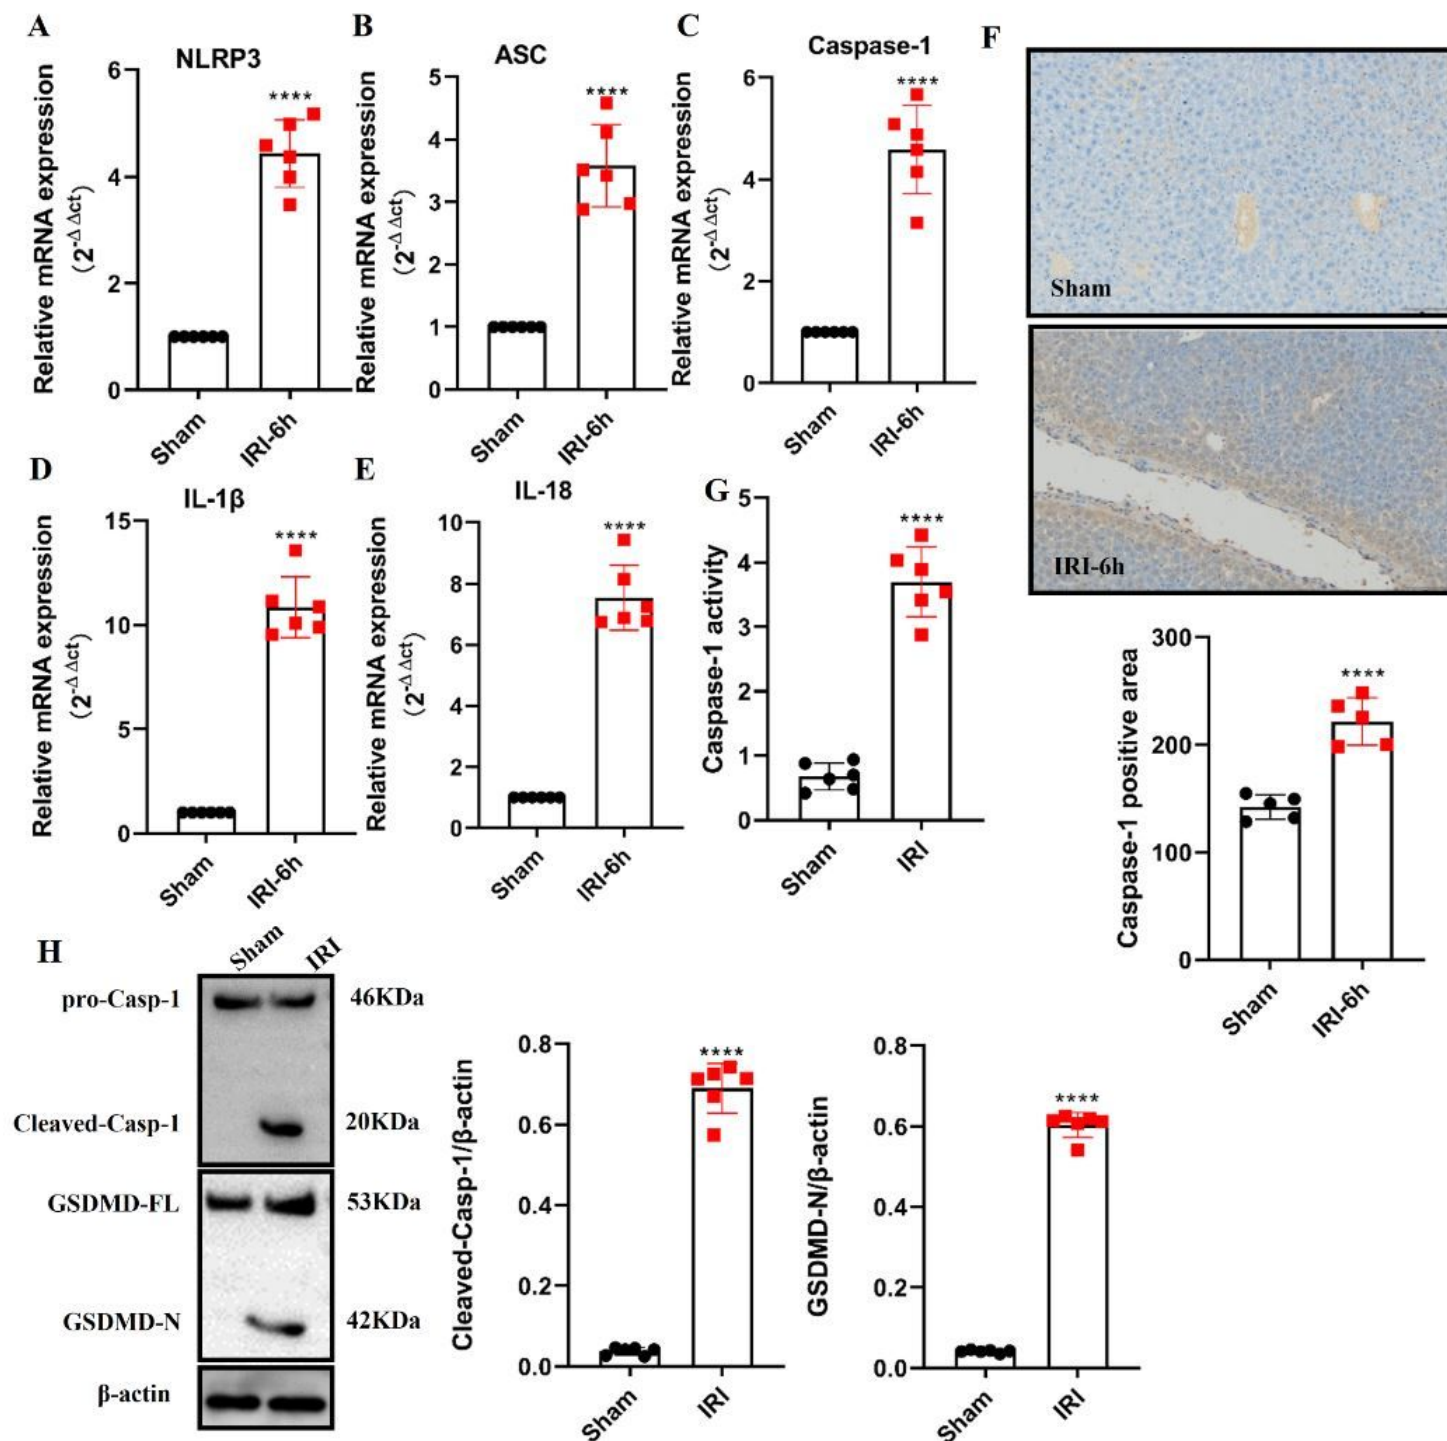 A
NLRP3
Relative mRNA expression
(2^-Δ Δct)
6
4
2
0
****
Sham
IRI-6h
B
ASC
Relative mRNA expression
(2^-Δ Δct)
5
4
3
2
1
0
****
Sham
IRI-6h
C
Caspase-1
Relative mRNA expression
(2^-Δ Δct)
6
4
2
0
****
Sham
IRI-6h
F
Sham
IRI-6h
D
IL-1β
Relative mRNA expression
(2^-Δ Δct)
15
10
5
0
****
Sham
IRI-6h
E
IL-18
Relative mRNA expression
(2^-Δ Δct)
10
8
6
4
2
0
****
Sham
IRI-6h
G
Caspase-1 activity
5
4
3
2
1
0
****
Sham
IRI
Caspase-1 positive area
300
200
100
0
****
Sham
IRI-6h
H
Sham IRI
pro-Casp-1 46KDa
Cleaved-Casp-1 20KDa
GSDMD-FL 53KDa
GSDMD-N 42KDa
β-actin
Cleaved-Casp-1/β-actin
0.8
0.6
0.4
0.2
0.0
****
Sham
IRI
GSDMD-N/β-actin
0.8
0.6
0.4
0.2
0.0
****
Sham
IRI